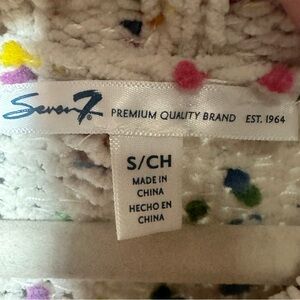 Seven7® PREMIUM QUALITY BRAND EST. 1964
S/CH
MADE IN
CHINA
HECHO EN
CHINA